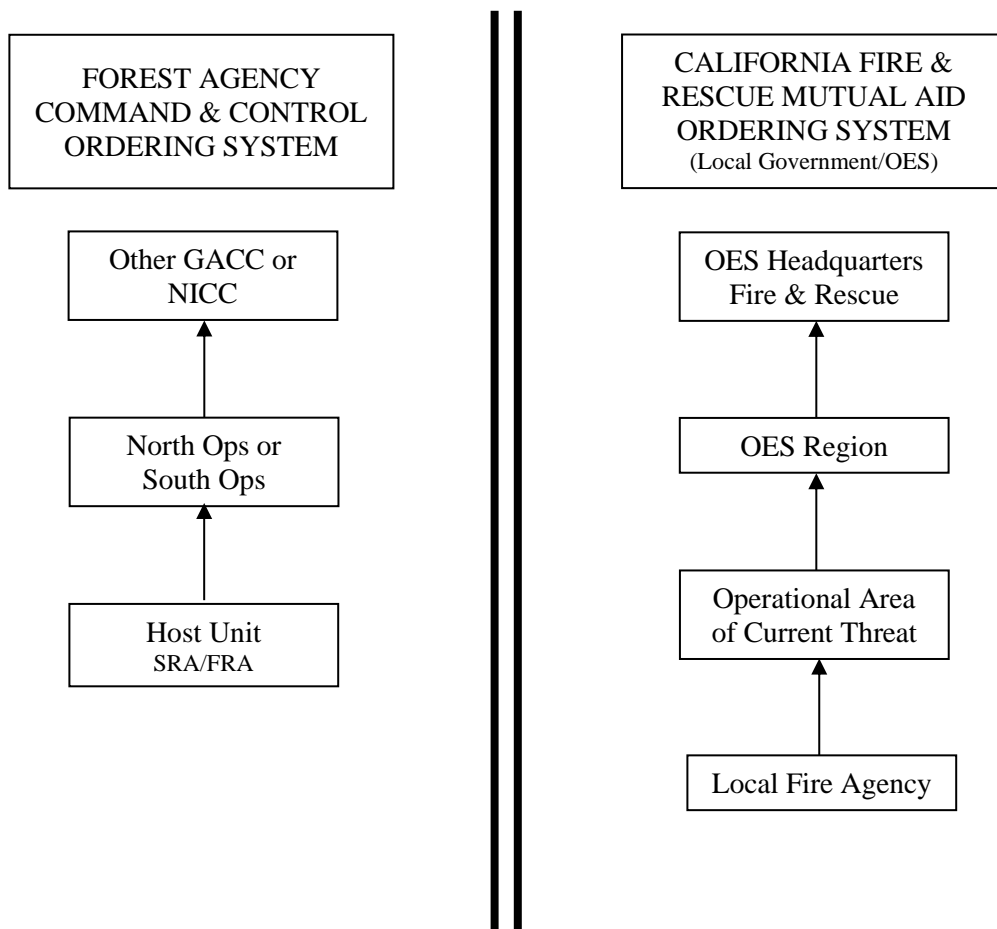 FOREST AGENCY
COMMAND & CONTROL
ORDERING SYSTEM
Other GACC or
NICC
North Ops or
South Ops
Host Unit
SRA/FRA
CALIFORNIA FIRE &
RESCUE MUTUAL AID
ORDERING SYSTEM
(Local Government/OES)
OES Headquarters
Fire & Rescue
OES Region
Operational Area
of Current Threat
Local Fire Agency